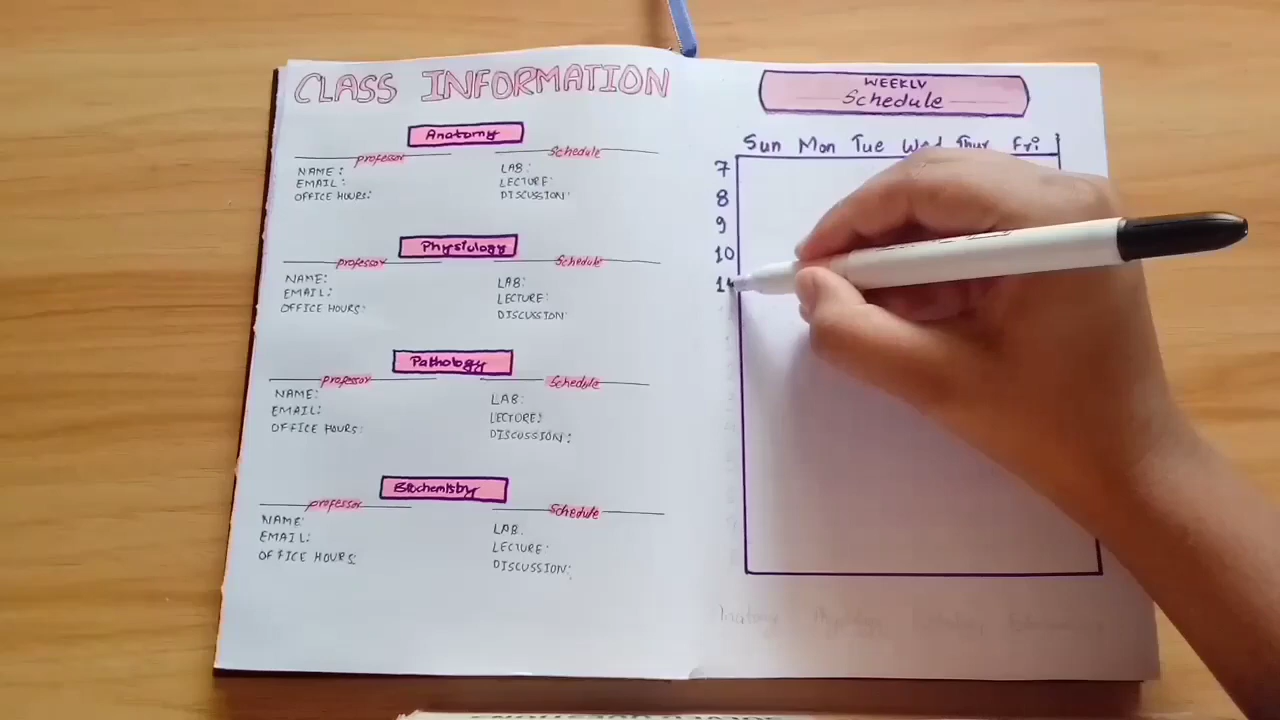 CLASS INFORMATION
Anatomy
professor
Schedule
NAME:
EMAIL:
OFFICE HOURS:
LAB:
LECTURE:
DISCUSSION:
Physiology
professor
Schedule
NAME:
EMAIL:
OFFICE HOURS:
LAB:
LECTURE:
DISCUSSION:
Pathology
professor
Schedule
NAME:
EMAIL:
OFFICE HOURS:
LAB:
LECTURE:
DISCUSSION:
Biochemistry
professor
Schedule
NAME:
EMAIL:
OFFICE HOURS:
LAB:
LECTURE:
DISCUSSION:
WEEKLY
Schedule
Sun Mon Tue Wed Thur Fri
7
8
9
10
Anatomy Physiology